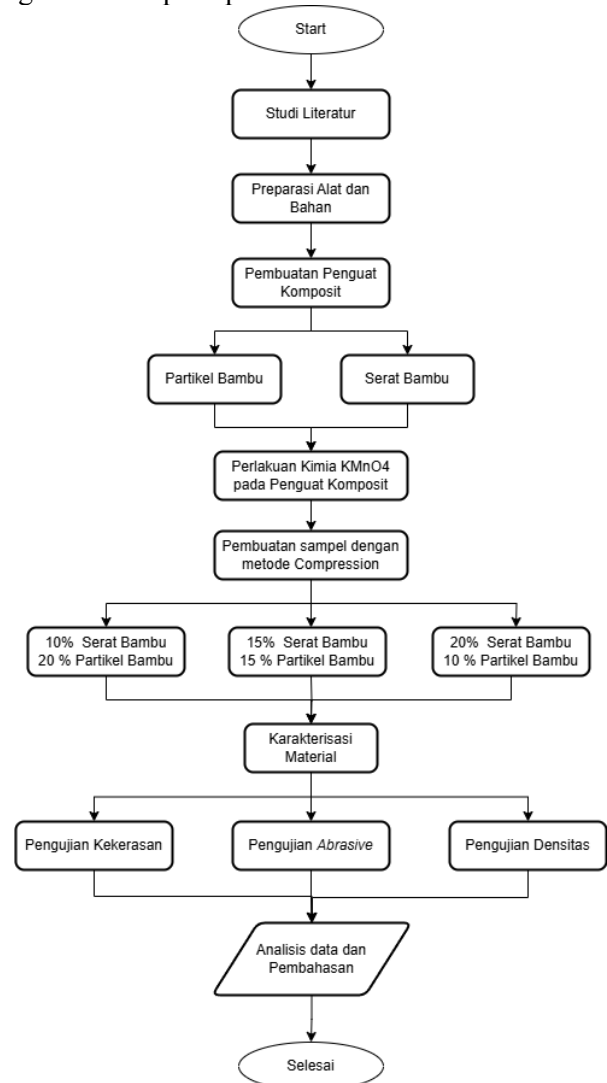 Start
Studi Literatur
Preparasi Alat dan
Bahan
Pembuatan Penguat
Komposit
Partikel Bambu
Serat Bambu
Perlakuan Kimia KMnO4
pada Penguat Komposit
Pembuatan sampel dengan
metode Compression
10% Serat Bambu
20 % Partikel Bambu
15% Serat Bambu
15 % Partikel Bambu
20% Serat Bambu
10 % Partikel Bambu
Karakterisasi
Material
Pengujian Kekerasan
Pengujian Abrasive
Pengujian Densitas
Analisis data dan
Pembahasan
Selesai